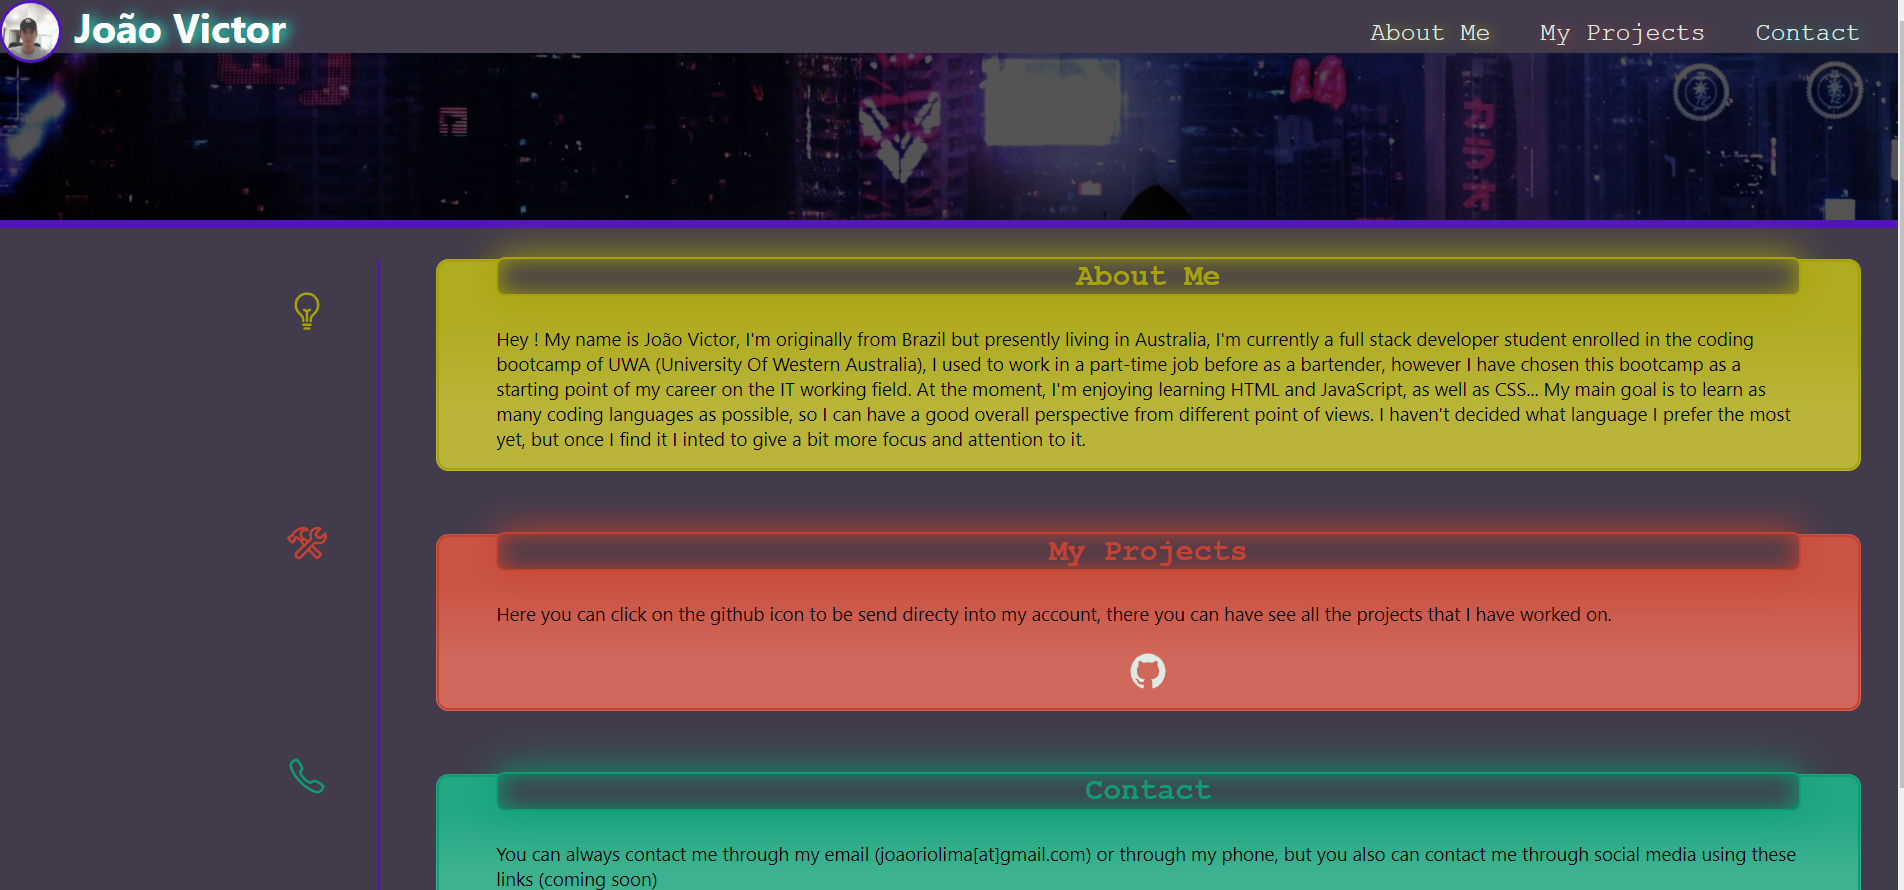 João Victor
About Me My Projects Contact
カラオケ
About Me
Hey ! My name is João Victor, I'm originally from Brazil but presently living in Australia, I'm currently a full stack developer student enrolled in the coding
bootcamp of UWA (University Of Western Australia), I used to work in a part-time job before as a bartender, however I have chosen this bootcamp as a
starting point of my career on the IT working field. At the moment, I'm enjoying learning HTML and JavaScript, as well as CSS... My main goal is to learn as
many coding languages as possible, so I can have a good overall perspective from different point of views. I haven't decided what language I prefer the most
yet, but once I find it I inted to give a bit more focus and attention to it.
My Projects
Here you can click on the github icon to be send directy into my account, there you can have see all the projects that I have worked on.
Contact
You can always contact me through my email (joaoriolima[at]gmail.com) or through my phone, but you also can contact me through social media using these
links (coming soon)